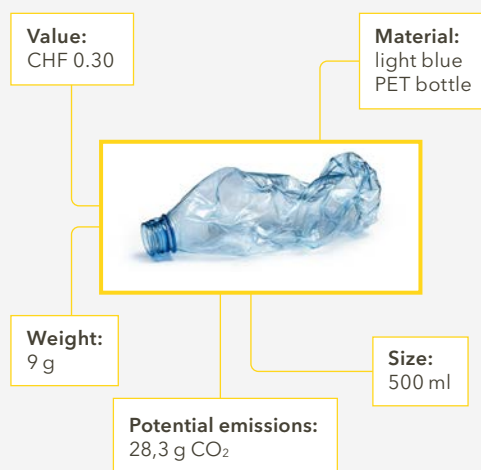 Value:
CHF 0.30
Material:
light blue
PET bottle
Weight:
9 g
Size:
500 ml
Potential emissions:
28,3 g CO₂